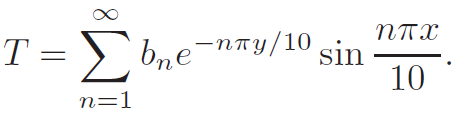 $T = \sum_{n=1}^{\infty} b_n e^{-n\pi y/10} \sin \frac{n\pi x}{10}.$